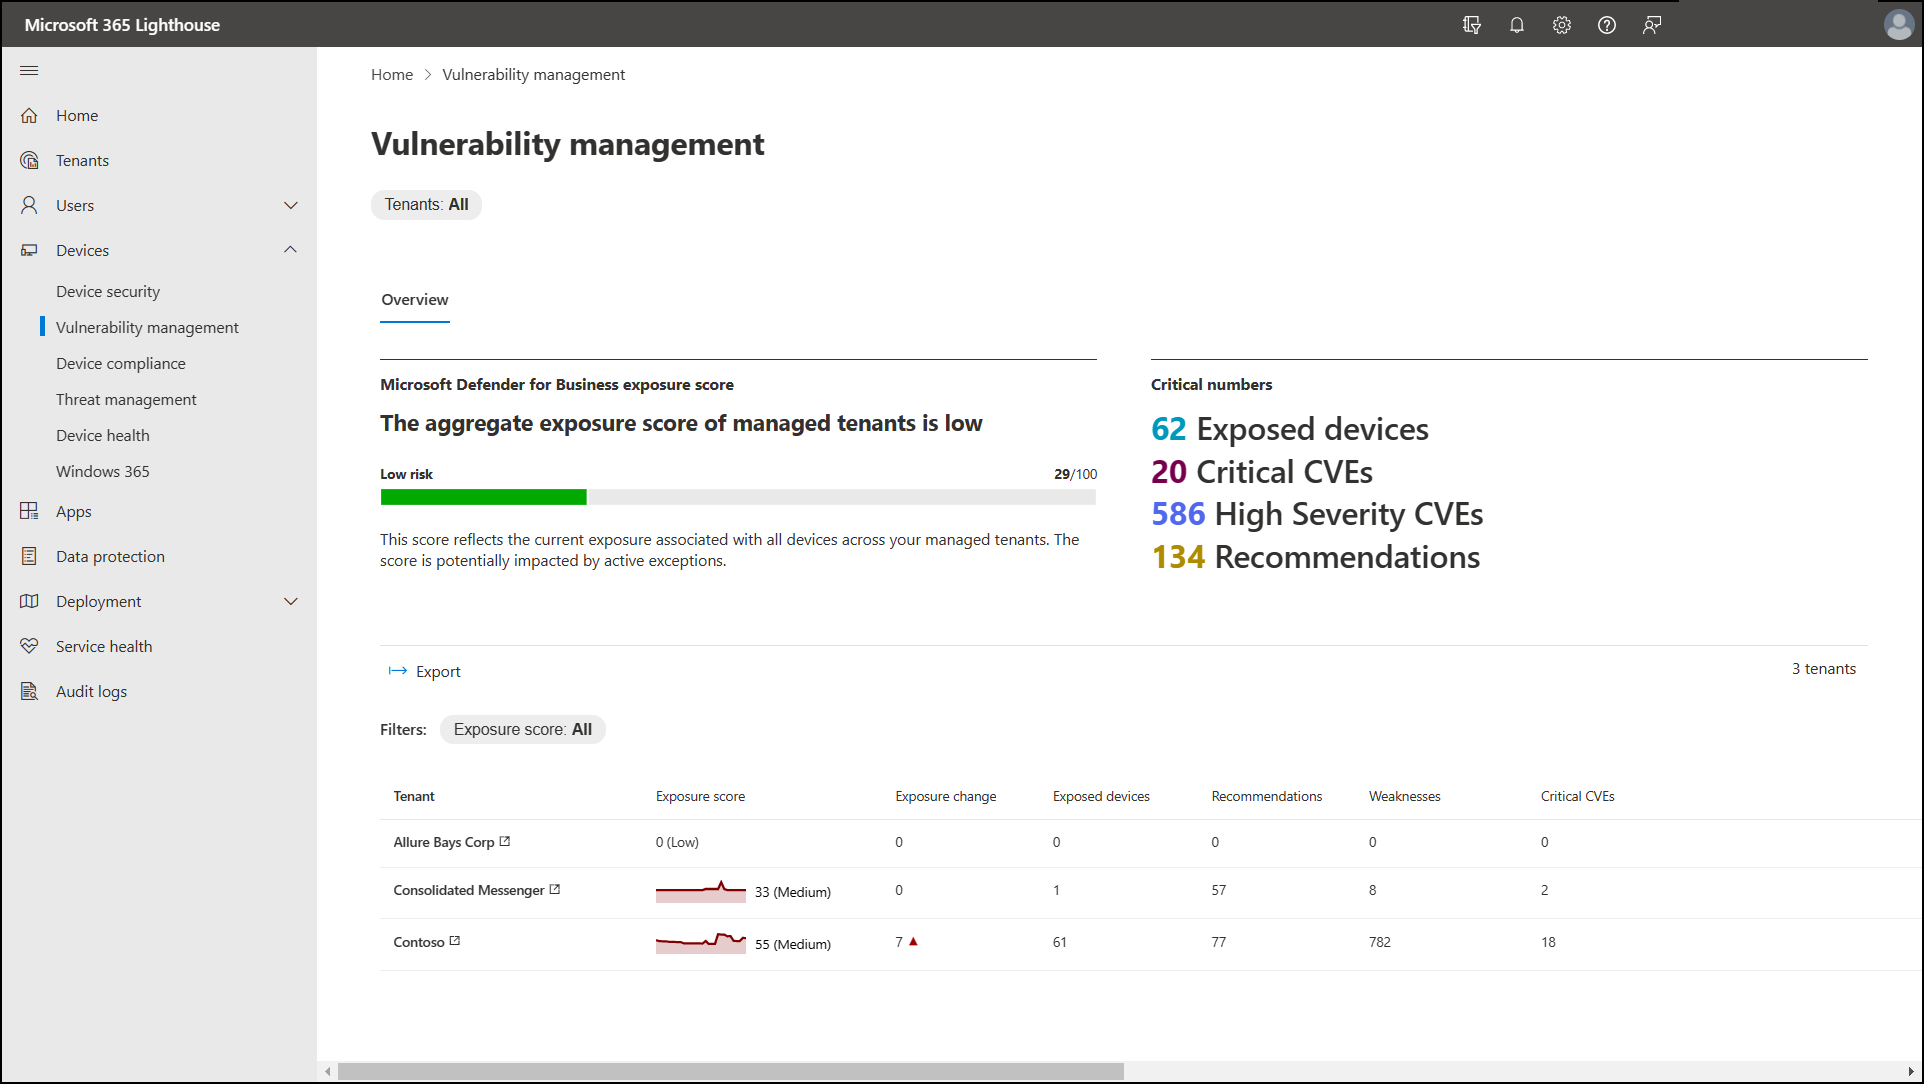 Microsoft 365 Lighthouse
Home
Tenants
Users
Devices
Device security
Vulnerability management
Device compliance
Threat management
Device health
Windows 365
Apps
Data protection
Deployment
Service health
Audit logs
Home > Vulnerability management
Vulnerability management
Tenants: All
Overview
Microsoft Defender for Business exposure score
The aggregate exposure score of managed tenants is low
Low risk 29/100
This score reflects the current exposure associated with all devices across your managed tenants. The
score is potentially impacted by active exceptions.
Critical numbers
62 Exposed devices
20 Critical CVEs
586 High Severity CVEs
134 Recommendations
Export 3 tenants
Filters: Exposure score: All
Tenant Exposure score Exposure change Exposed devices Recommendations Weaknesses Critical CVEs
Allure Bays Corp 0 (Low) 0 0 0 0 0
Consolidated Messenger 33 (Medium) 0 1 57 8 2
Contoso 55 (Medium) 7 ▲ 61 77 782 18